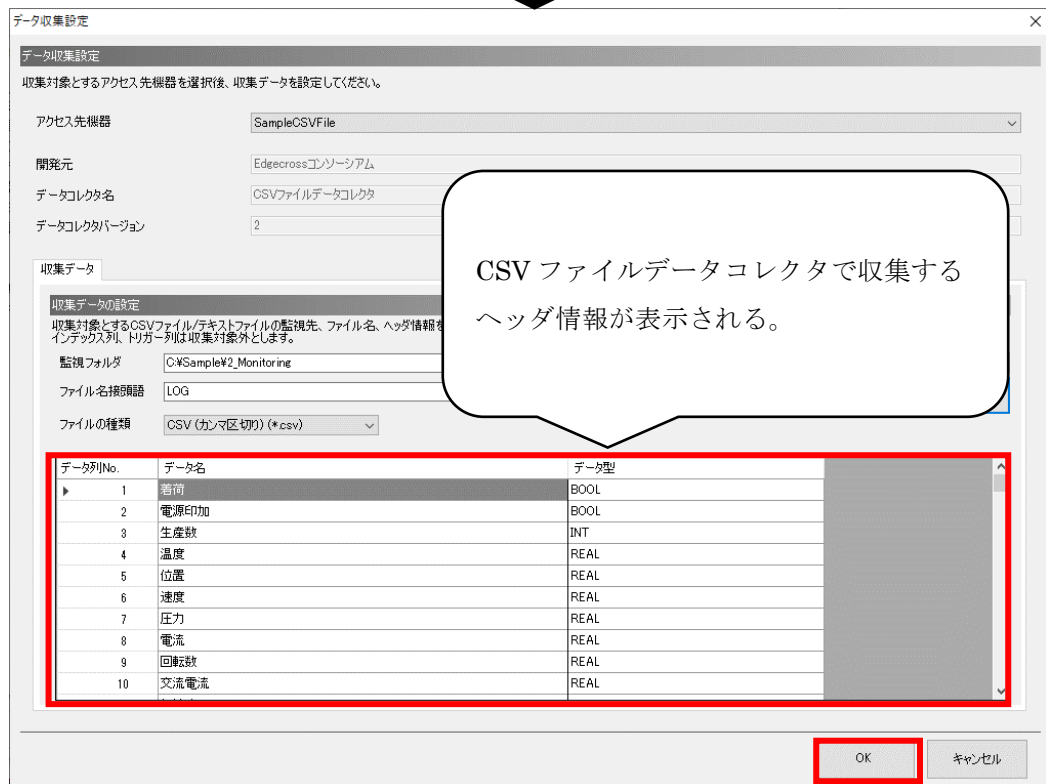 データ収集設定
データ収集設定
収集対象とするアクセス先機器を選択後、収集データを設定してください。
アクセス先機器 SampleCSVFile
開発元 Edgecrossコンソーシアム
データコレクタ名 CSVファイルデータコレクタ
データコレクタバージョン 2
CSV ファイルデータコレクタで収集する
ヘッダ情報が表示される。
収集データ
収集データの設定
収集対象とするCSVファイル/テキストファイルの監視先、ファイル名、ヘッダ情報を
インデックス列、トリガー列は収集対象外とします。
監視フォルダ C:¥Sample¥2_Monitoring
ファイル名接頭語 LOG
ファイルの種類 CSV (カンマ区切り) (*.csv)
データ列No. データ名 データ型
1 着荷 BOOL
2 電源印加 BOOL
3 生産数 INT
4 温度 REAL
5 位置 REAL
6 速度 REAL
7 圧力 REAL
8 電流 REAL
9 回転数 REAL
10 交流電流 REAL
OK キャンセル